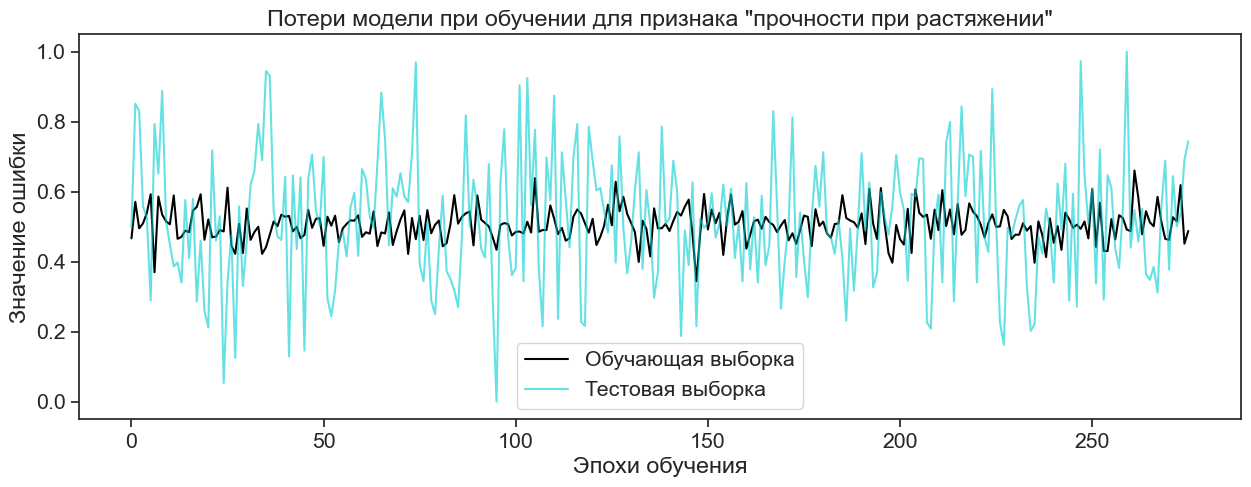 Потери модели при обучении для признака "прочности при растяжении"
Значение ошибки
1.0
0.8
0.6
0.4
0.2
0.0
Обучающая выборка
Тестовая выборка
0 50 100 150 200 250
Эпохи обучения